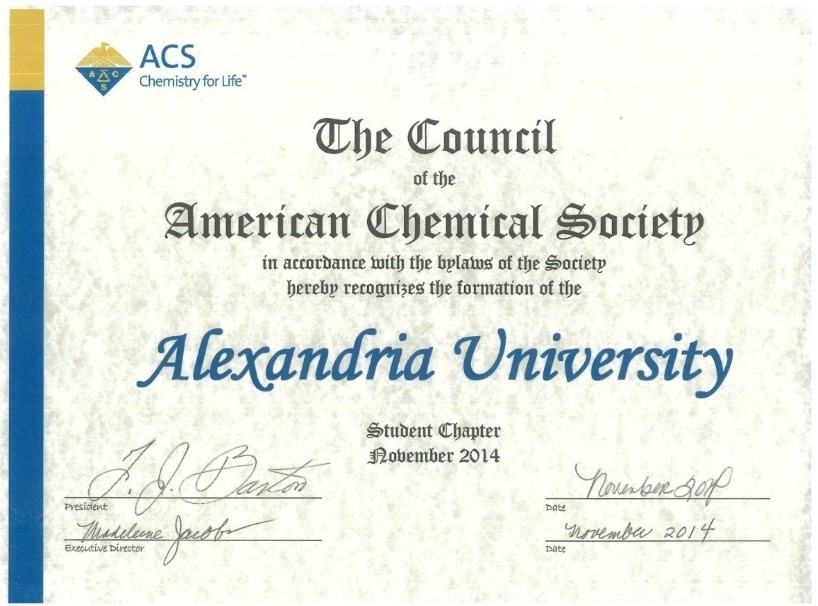 ACS
Chemistry for Life™
A C S
The Council
of the
American Chemical Society
in accordance with the bylaws of the Society
hereby recognizes the formation of the
Alexandria University
Student Chapter
November 2014
T. J. Barton
President
November 2014
Date
Madeleine Jacobs
Executive Director
November 2014
Date